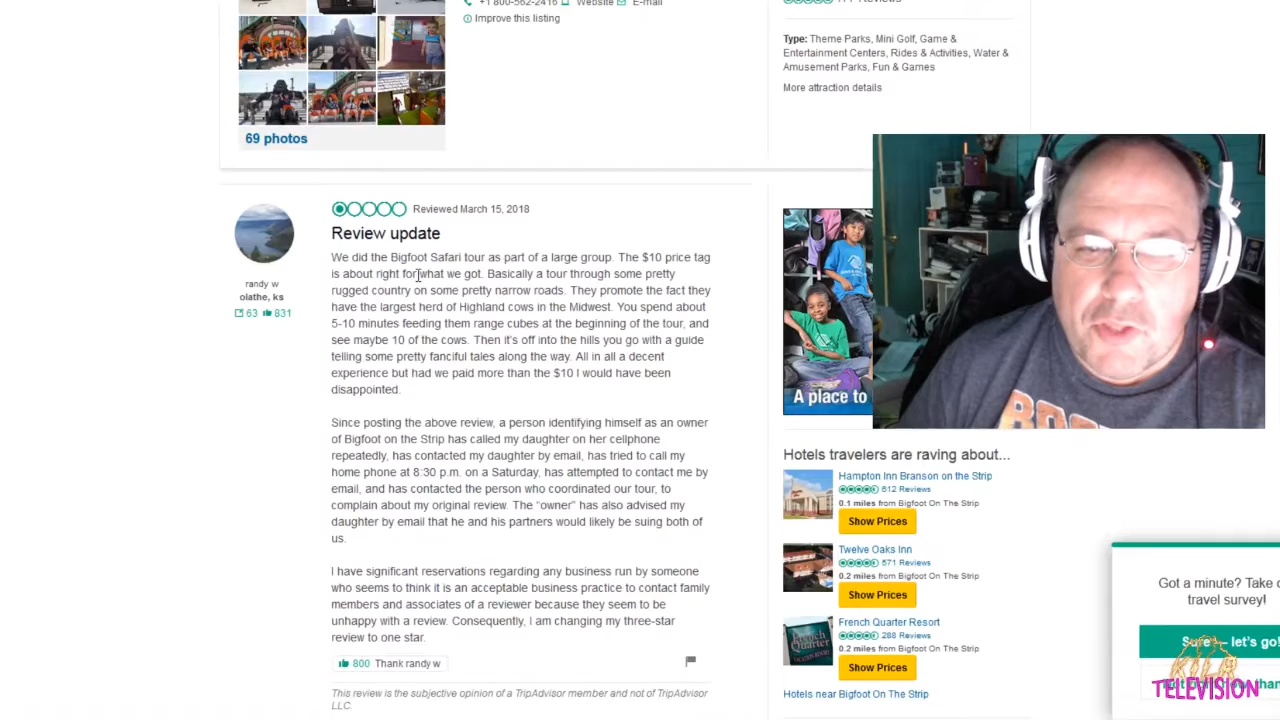 +1 800-562-2416 Website E-mail
Improve this listing
Type: Theme Parks, Mini Golf, Game &
Entertainment Centers, Rides & Activities, Water &
Amusement Parks, Fun & Games
More attraction details
69 photos
Reviewed March 15, 2018
Review update
We did the Bigfoot Safari tour as part of a large group. The $10 price tag
is about right for what we got. Basically a tour through some pretty
rugged country on some pretty narrow roads. They promote the fact they
have the largest herd of Highland cows in the Midwest. You spend about
5-10 minutes feeding them range cubes at the beginning of the tour, and
see maybe 10 of the cows. Then it's off into the hills you go with a guide
telling some pretty fanciful tales along the way. All in all a decent
experience but had we paid more than the $10 I would have been
disappointed.
randy w
olathe, ks
63 831
Since posting the above review, a person identifying himself as an owner
of Bigfoot on the Strip has called my daughter on her cellphone
repeatedly, has contacted my daughter by email, has tried to call my
home phone at 8:30 p.m. on a Saturday, has attempted to contact me by
email, and has contacted the person who coordinated our tour, to
complain about my original review. The "owner" has also advised my
daughter by email that he and his partners would likely be suing both of
us.
I have significant reservations regarding any business run by someone
who seems to think it is an acceptable business practice to contact family
members and associates of a reviewer because they seem to be
unhappy with a review. Consequently, I am changing my three-star
review to one star.
800 Thank randy w
This review is the subjective opinion of a TripAdvisor member and not of TripAdvisor
LLC.
A place to
Hotels travelers are raving about...
Hampton Inn Branson on the Strip
612 Reviews
0.1 miles from Bigfoot On The Strip
Show Prices
Twelve Oaks Inn
571 Reviews
0.2 miles from Bigfoot On The Strip
Show Prices
French Quarter Resort
288 Reviews
0.2 miles from Bigfoot On The Strip
Show Prices
Hotels near Bigfoot On The Strip
Got a minute? Take
travel survey!
Sure – let's go!
TELEVISION